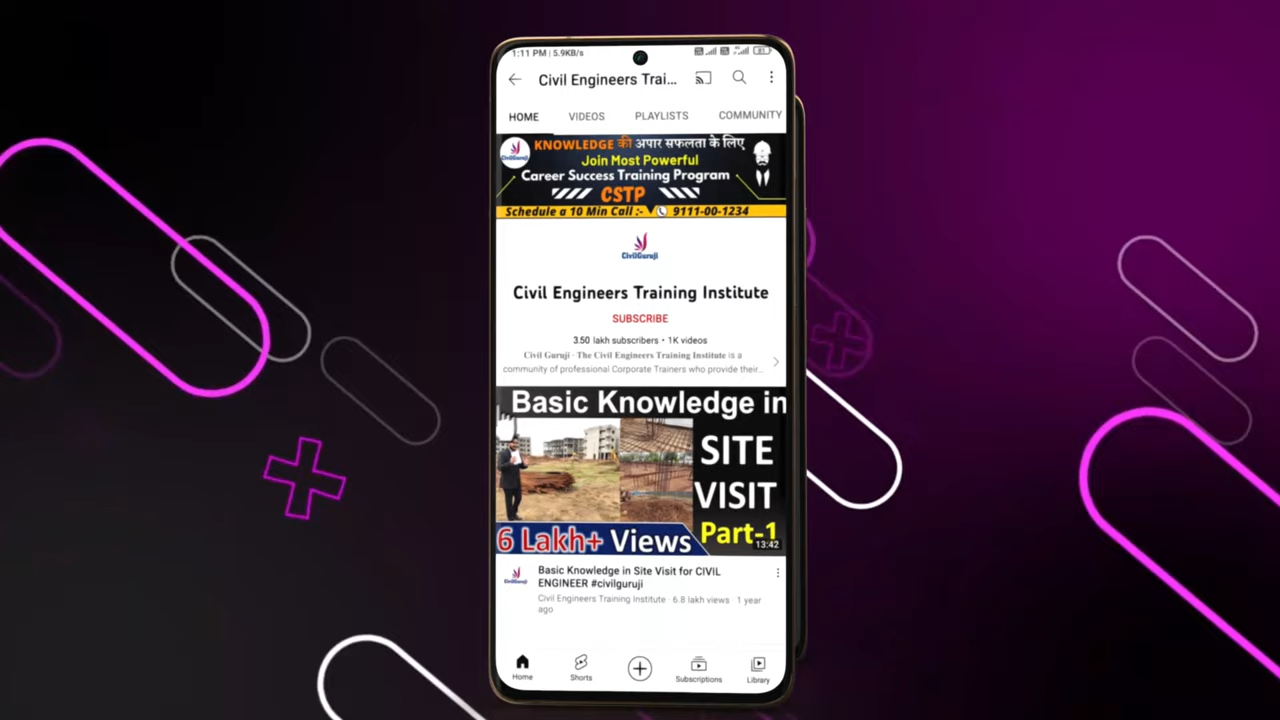 1:11 PM | 5.9KB/s
Civil Engineers Trai...
HOME VIDEOS PLAYLISTS COMMUNITY
CivilGuruji
KNOWLEDGE की अपार सफलता के लिए
Join Most Powerful
Career Success Training Program
CSTP
Schedule a 10 Min Call :- 9111-00-1234
CivilGuruji
Civil Engineers Training Institute
SUBSCRIBE
3.50 lakh subscribers • 1K videos
Civil Guruji - The Civil Engineers Training Institute is a
community of professional Corporate Trainers who provide their...
Basic Knowledge in
SITE
VISIT
Part-1
6 Lakh+ Views
13:42
CivilGuruji
Basic Knowledge in Site Visit for CIVIL
ENGINEER #civilguruji
Civil Engineers Training Institute · 6.8 lakh views · 1 year
ago
Home Shorts Subscriptions Library